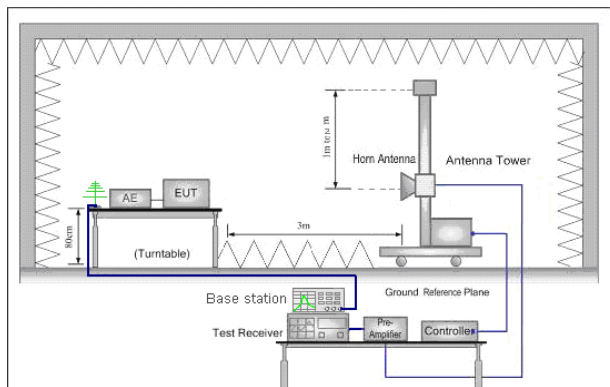 1m to 4 m
Horn Antenna
Antenna Tower
AE
EUT
80cm
(Turntable)
3m
Ground Reference Plane
Base station
Test Receiver
Pre-
Amplifier
Controller